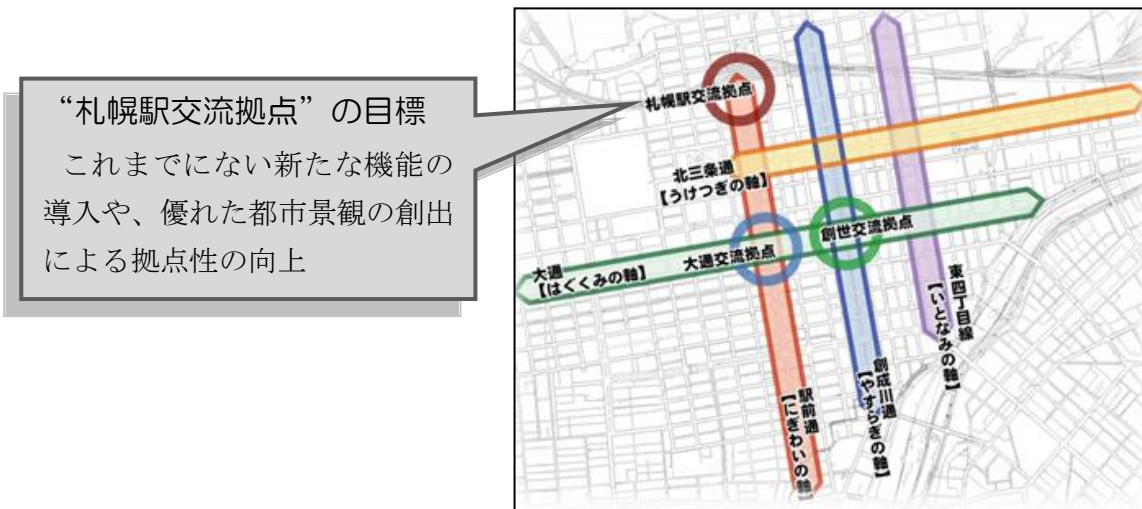 “札幌駅交流拠点”の目標
これまでにない新たな機能の
導入や、優れた都市景観の創出
による拠点性の向上
札幌駅交流拠点
北三条通
【うけつぎの軸】
創世交流拠点
大通交流拠点
大通
【はぐくみの軸】
東四丁目線
【いとなみの軸】
創成川通
【やすらぎの軸】
駅前通
【にぎわいの軸】